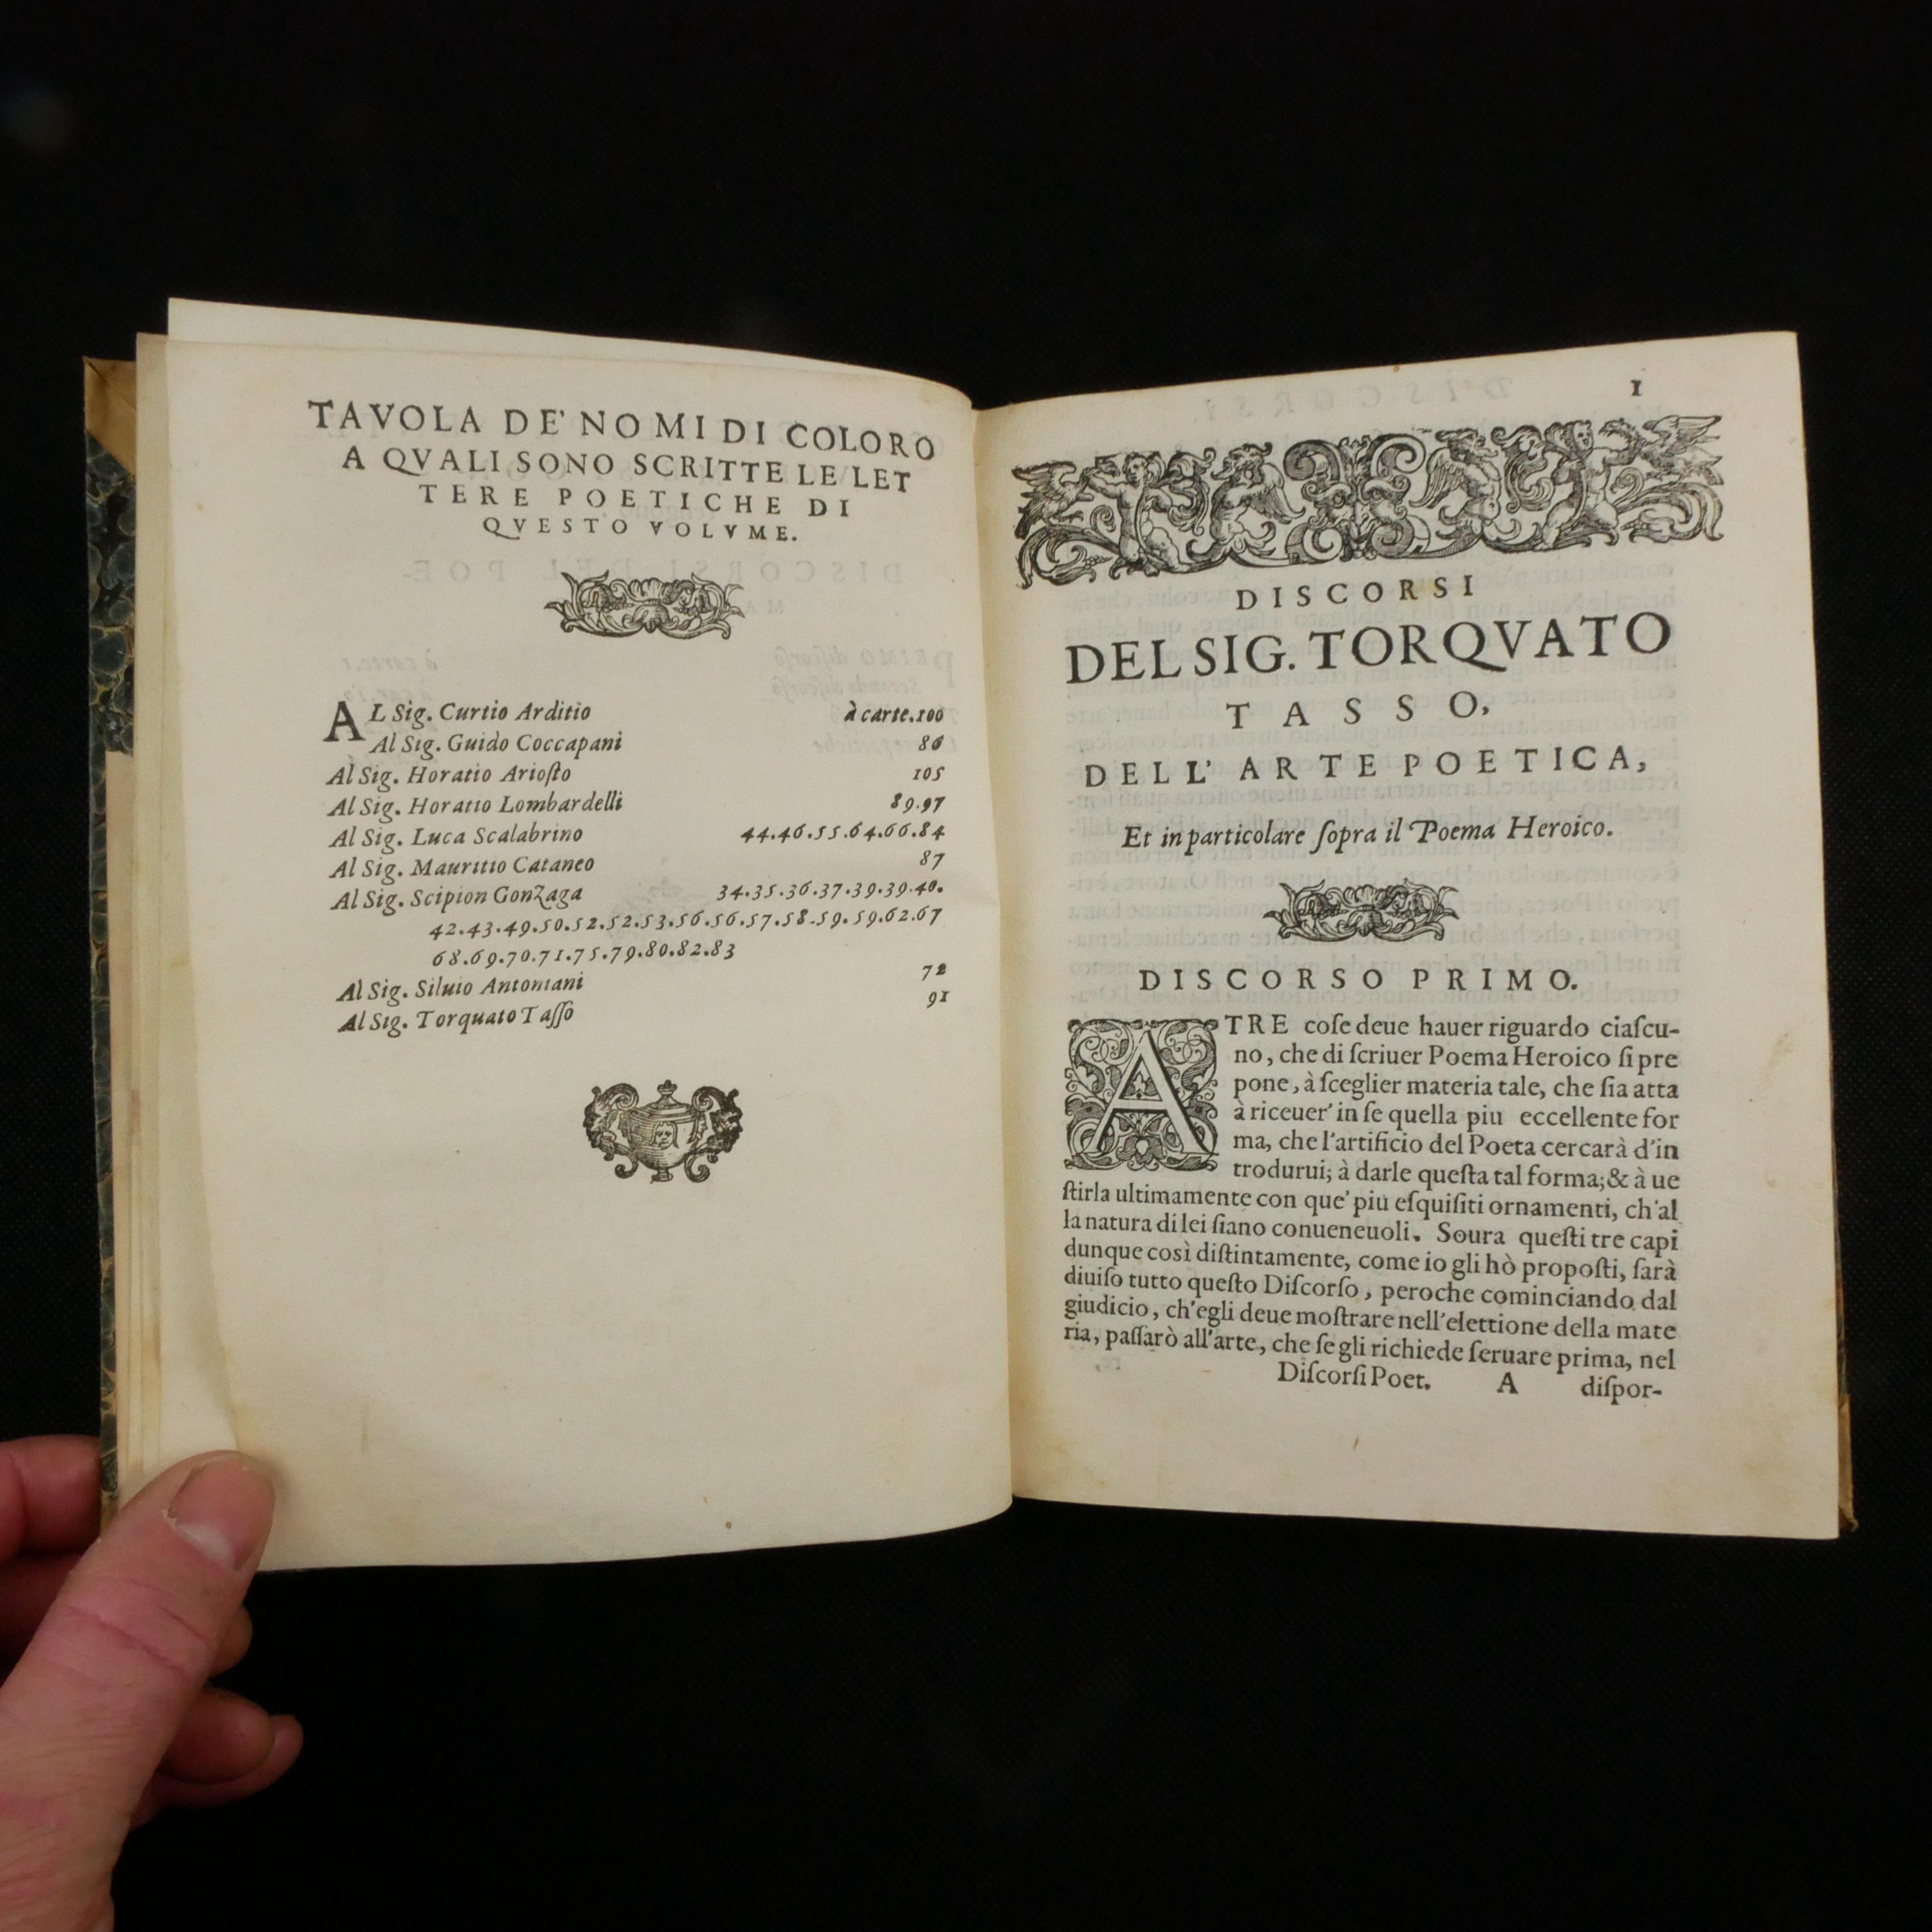 TAVOLA DE' NOMI DI COLORO
A QVALI SONO SCRITTE LE LET
TERE POETICHE DI
QVESTO VOLVME.
AL Sig. Curtio Arditio à carte.100
Al Sig. Guido Coccapani 86
Al Sig. Horatio Arioſto 105
Al Sig. Horatio Lombardelli 89.97
Al Sig. Luca Scalabrino 44.46.55.64.66.84
Al Sig. Mauritio Cataneo 87
Al Sig. Scipion Gonzaga 34.35.36.37.39.39.40.
42.43.49.50.52.52.53.56.56.57.58.59.59.62.67
68.69.70.71.75.79.80.82.83
Al Sig. Siluio Antoniani 72
Al Sig. Torquato Taſſo 91
1
DISCORSI
DEL SIG. TORQVATO
TASSO,
DELL' ARTE POETICA,
Et in particolare ſopra il Poema Heroico.
DISCORSO PRIMO.
A TRE coſe deue hauer riguardo ciaſcu-
no, che di ſcriuer Poema Heroico ſi pre
pone, à ſceglier materia tale, che ſia atta
à riceuer' in ſe quella piu eccellente for
ma, che l'artificio del Poeta cercarà d'in
trodurui; à darle queſta tal forma; & à ue
ſtirla ultimamente con que' piu eſquiſiti ornamenti, ch'al
la natura di lei ſiano conueneuoli. Soura queſti tre capi
dunque così diſtintamente, come io gli hò propoſti, ſarà
diuiſo tutto queſto Diſcorſo, peroche cominciando dal
giudicio, ch'egli deue moſtrare nell'elettione della mate
ria, paſſarò all'arte, che ſe gli richiede ſeruare prima, nel
Diſcorſi Poet. A diſpor-